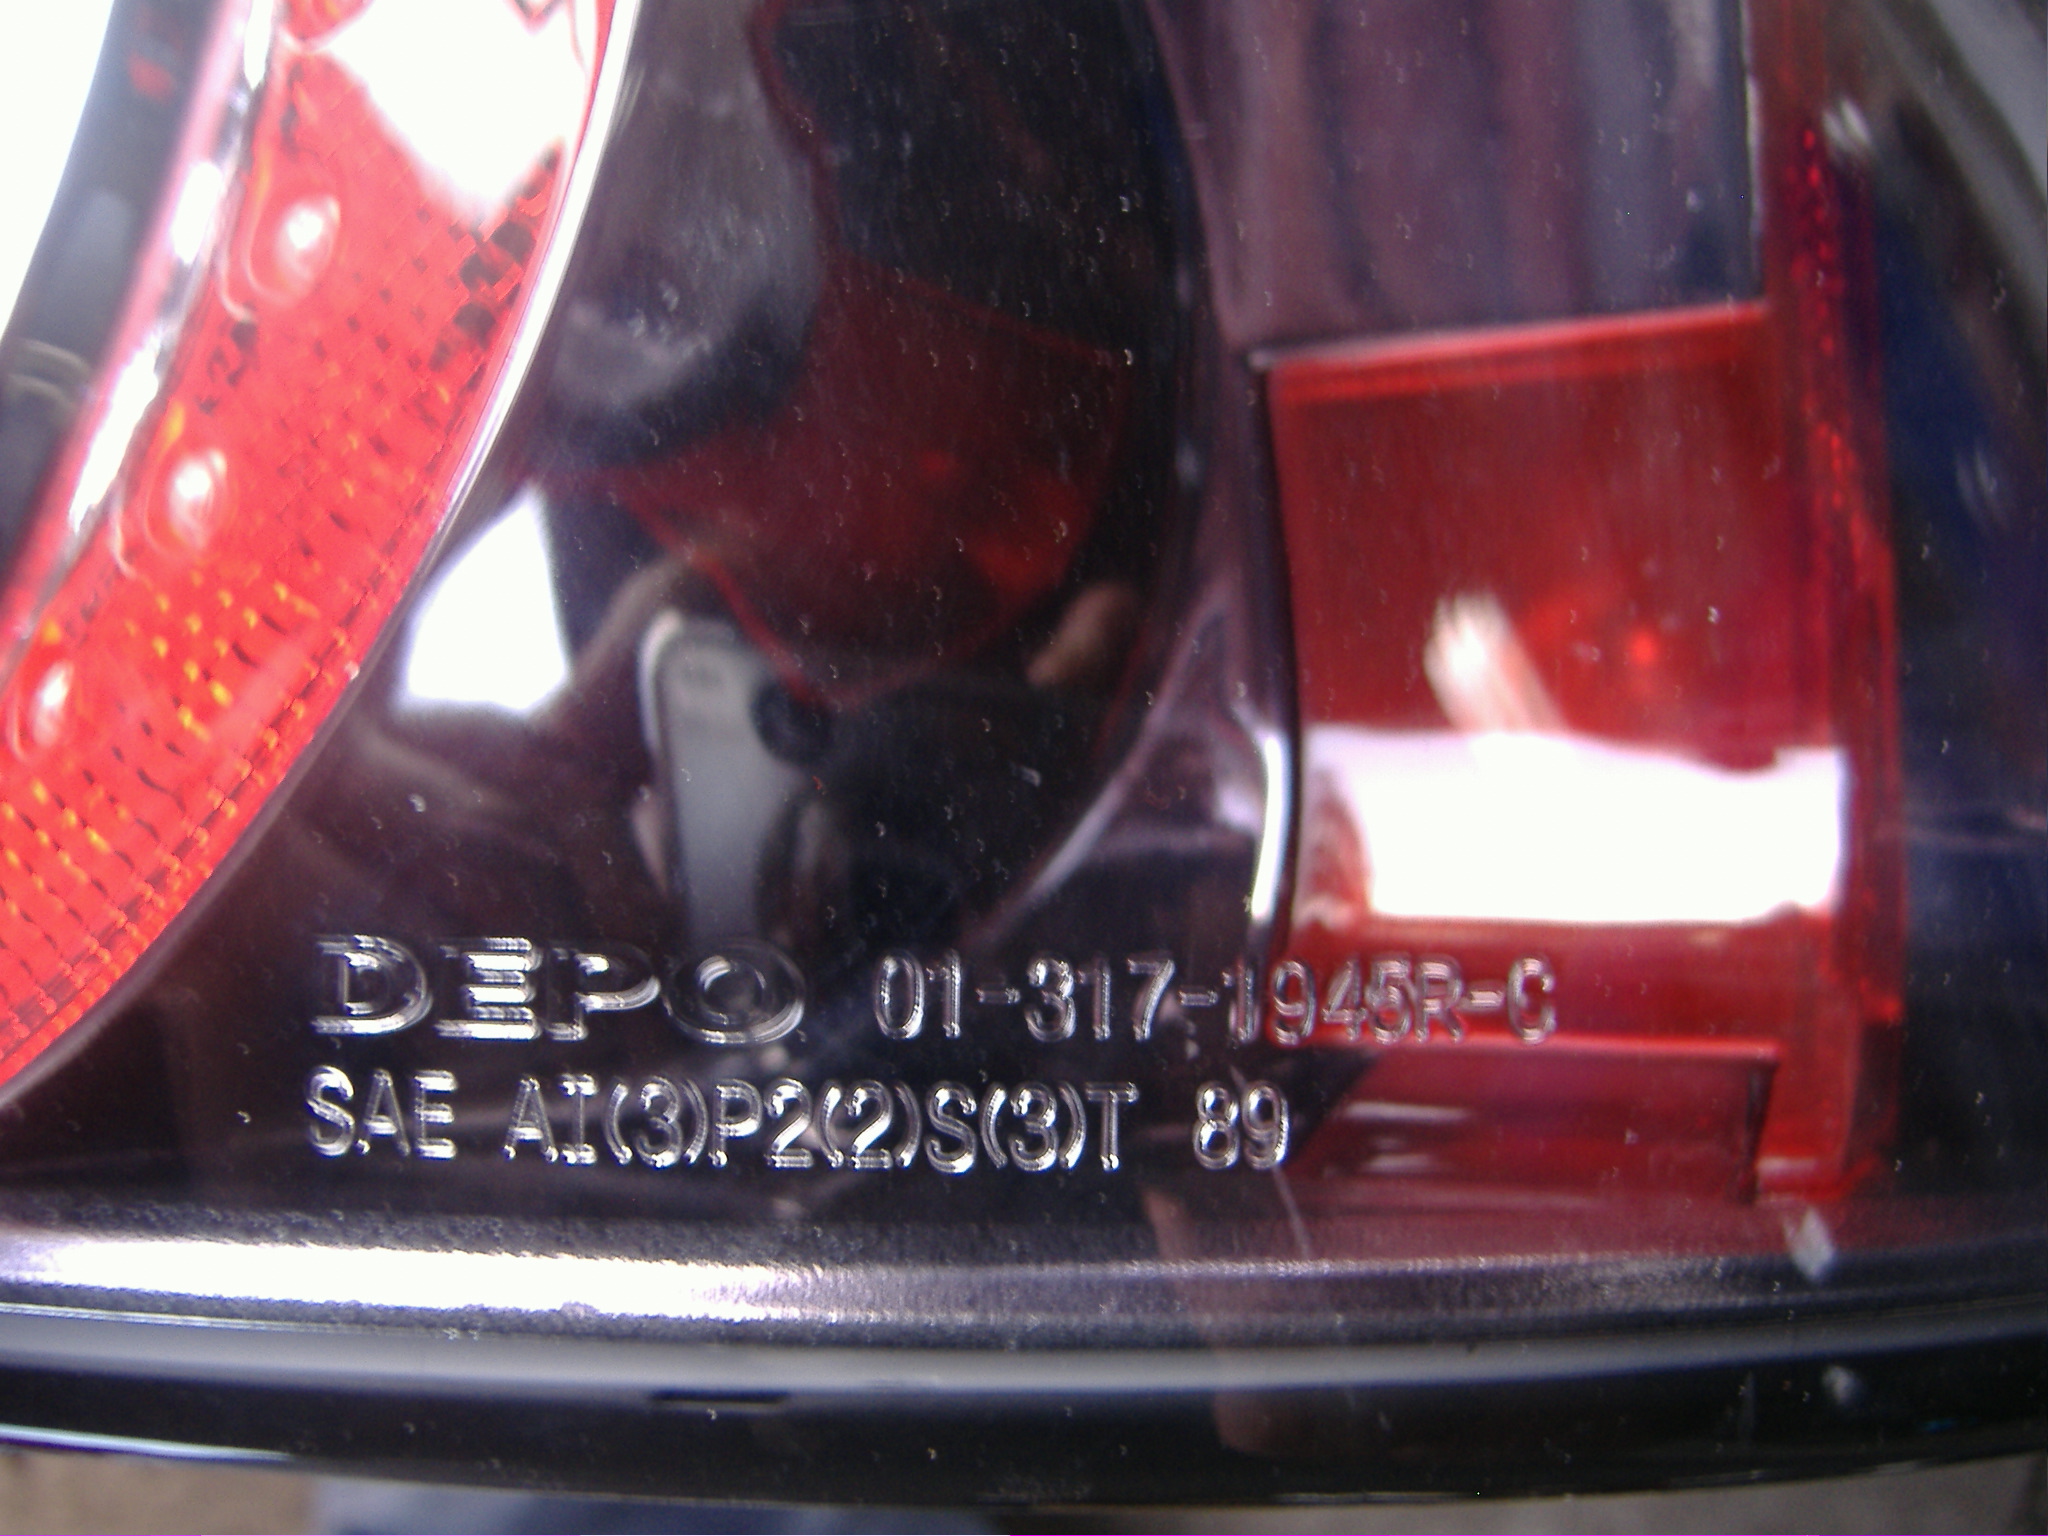 DEPO 01-317-1945R-C
SAE AI(3)P2(2)S(3)T 89